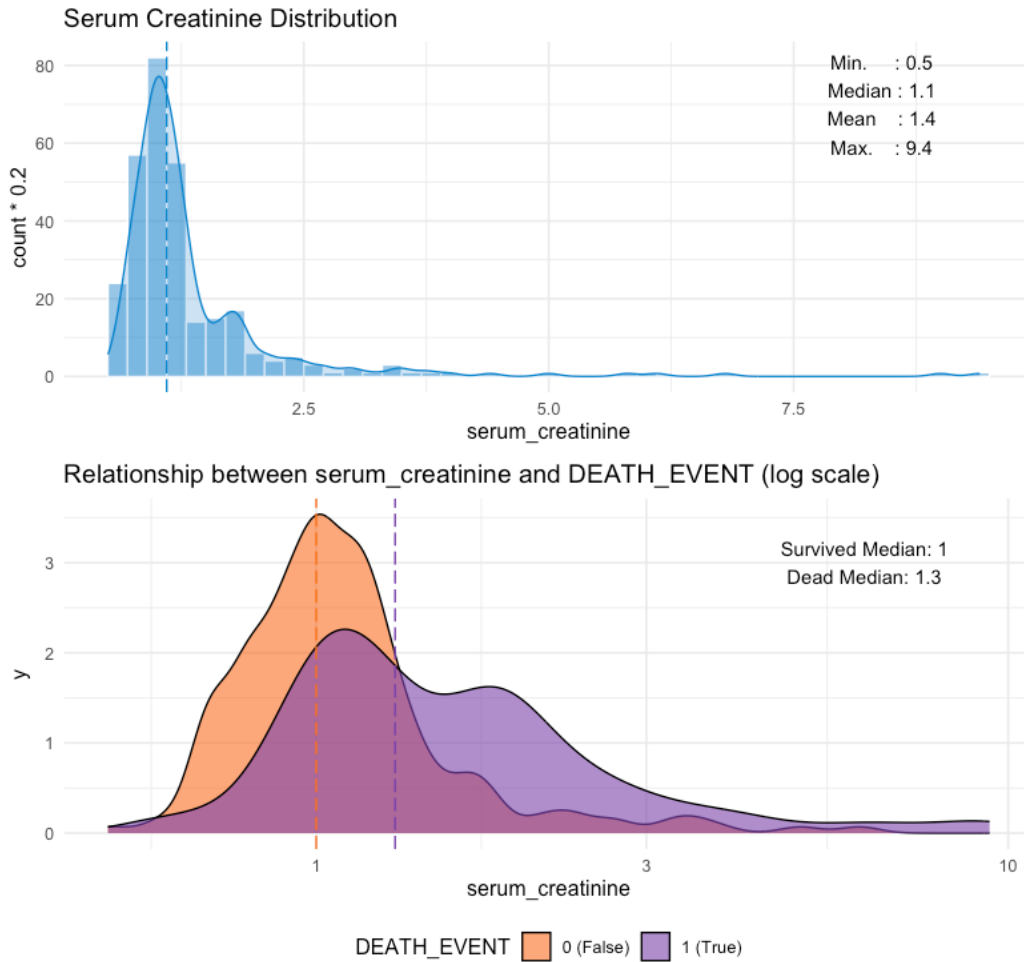 Serum Creatinine Distribution
Min. : 0.5
Median : 1.1
Mean : 1.4
Max. : 9.4
count * 0.2
80
60
40
20
0
2.5 5.0 7.5
serum_creatinine
Relationship between serum_creatinine and DEATH_EVENT (log scale)
Survived Median: 1
Dead Median: 1.3
y
3
2
1
0
1 3 10
serum_creatinine
DEATH_EVENT 0 (False) 1 (True)